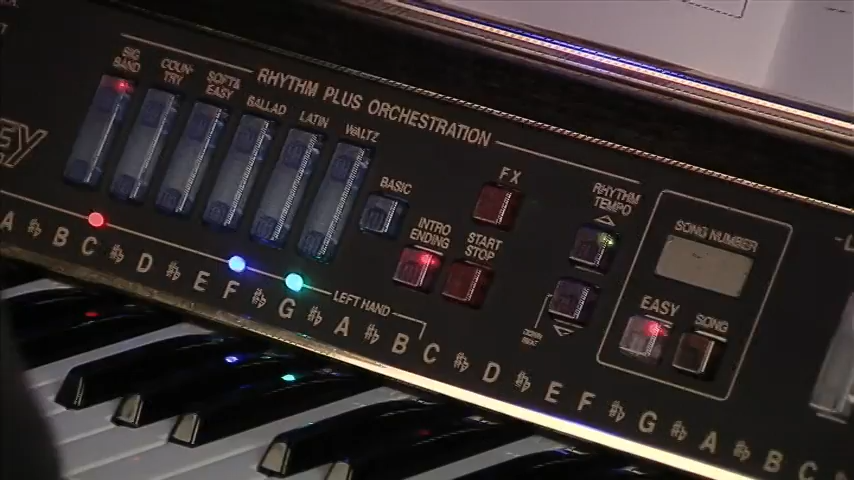 RHYTHM PLUS ORCHESTRATION
BIG
BAND
COUN-
TRY
SOFT&
EASY
BALLAD
LATIN
WALTZ
BASIC
FX
INTRO
ENDING
START
STOP
RHYTHM
TEMPO
SONG NUMBER
EASY
SONG
LEFT HAND
A #/b B C #/b D #/b E F #/b G #/b A #/b B C #/b D #/b E F #/b G #/b A #/b B C